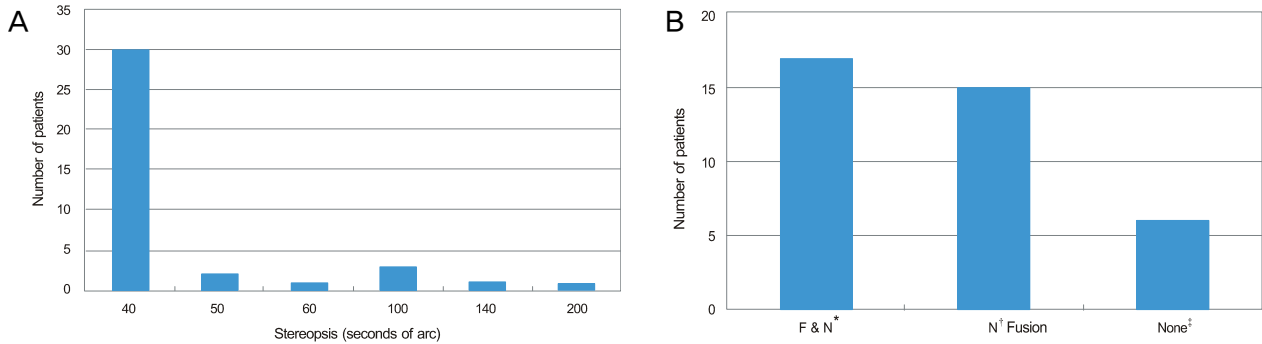 A
Number of patients
35
30
25
20
15
10
5
0
40 50 60 100 140 200
Stereopsis (seconds of arc)
B
Number of patients
20
15
10
5
0
F & N* N† Fusion None‡